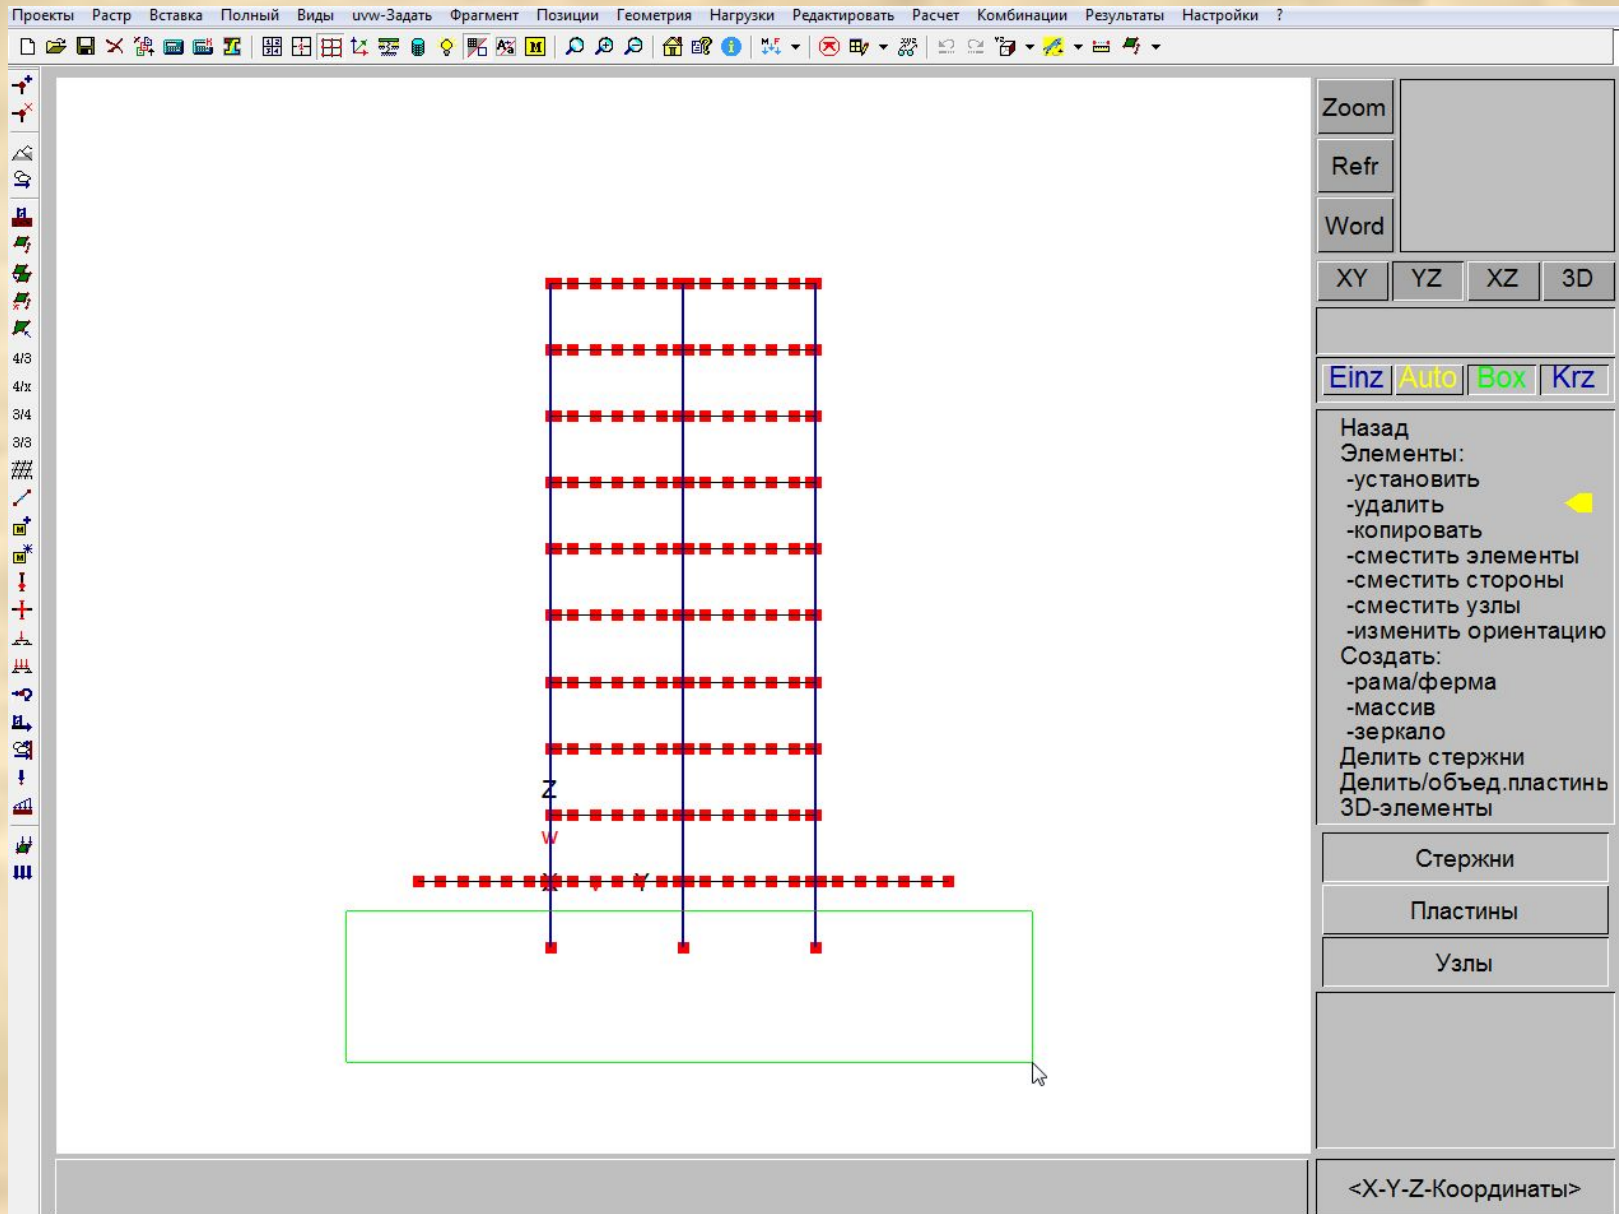 Проекты Растр Вставка Полный Виды uvw-Задать Фрагмент Позиции Геометрия Нагрузки Редактировать Расчет Комбинации Результаты Настройки ?
4/3
4/x
3/4
3/3
Z
w
X Y
Zoom
Refr
Word
XY YZ XZ 3D
Einz Auto Box Krz
Назад
Элементы:
-установить
-удалить
-копировать
-сместить элементы
-сместить стороны
-сместить узлы
-изменить ориентацию
Создать:
-рама/ферма
-массив
-зеркало
Делить стержни
Делить/объед.пластинь
3D-элементы
Стержни
Пластины
Узлы
<X-Y-Z-Координаты>